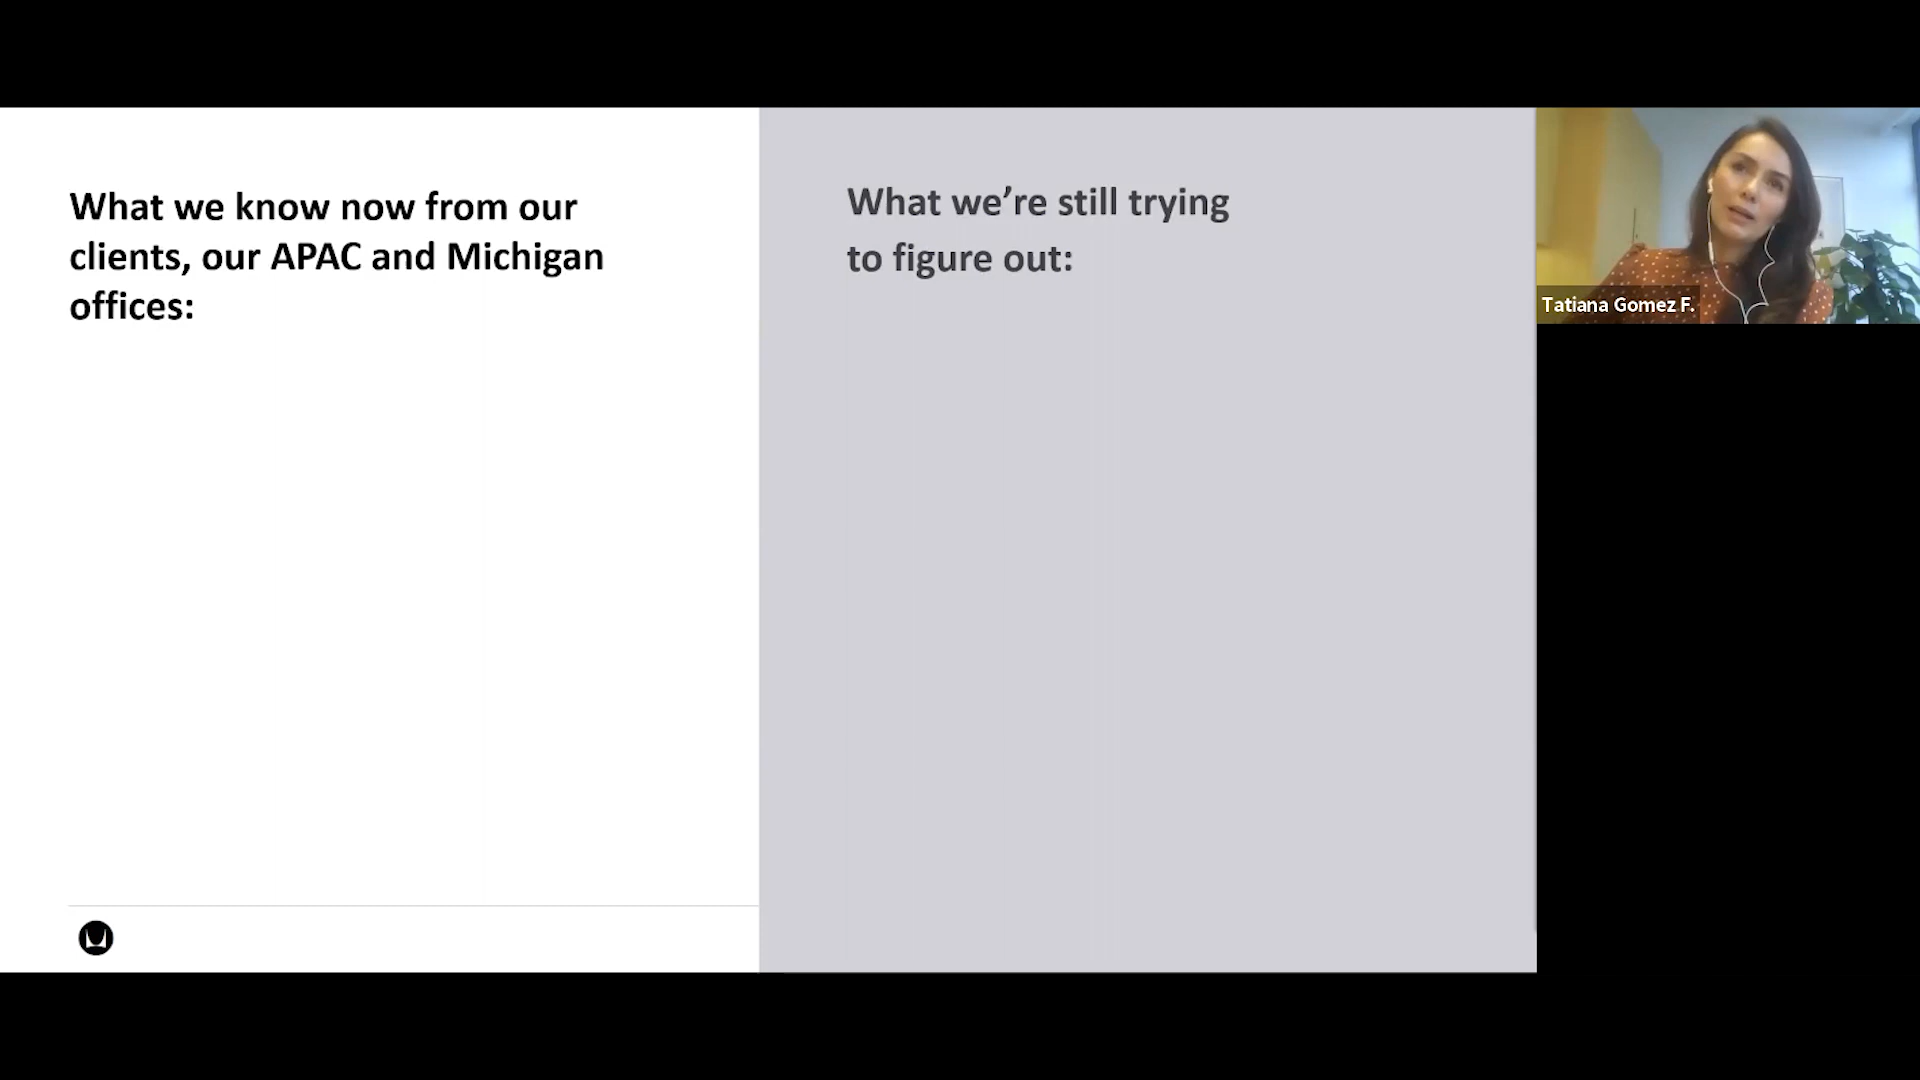 What we know now from our
clients, our APAC and Michigan
offices:
What we’re still trying
to figure out:
Tatiana Gomez F.